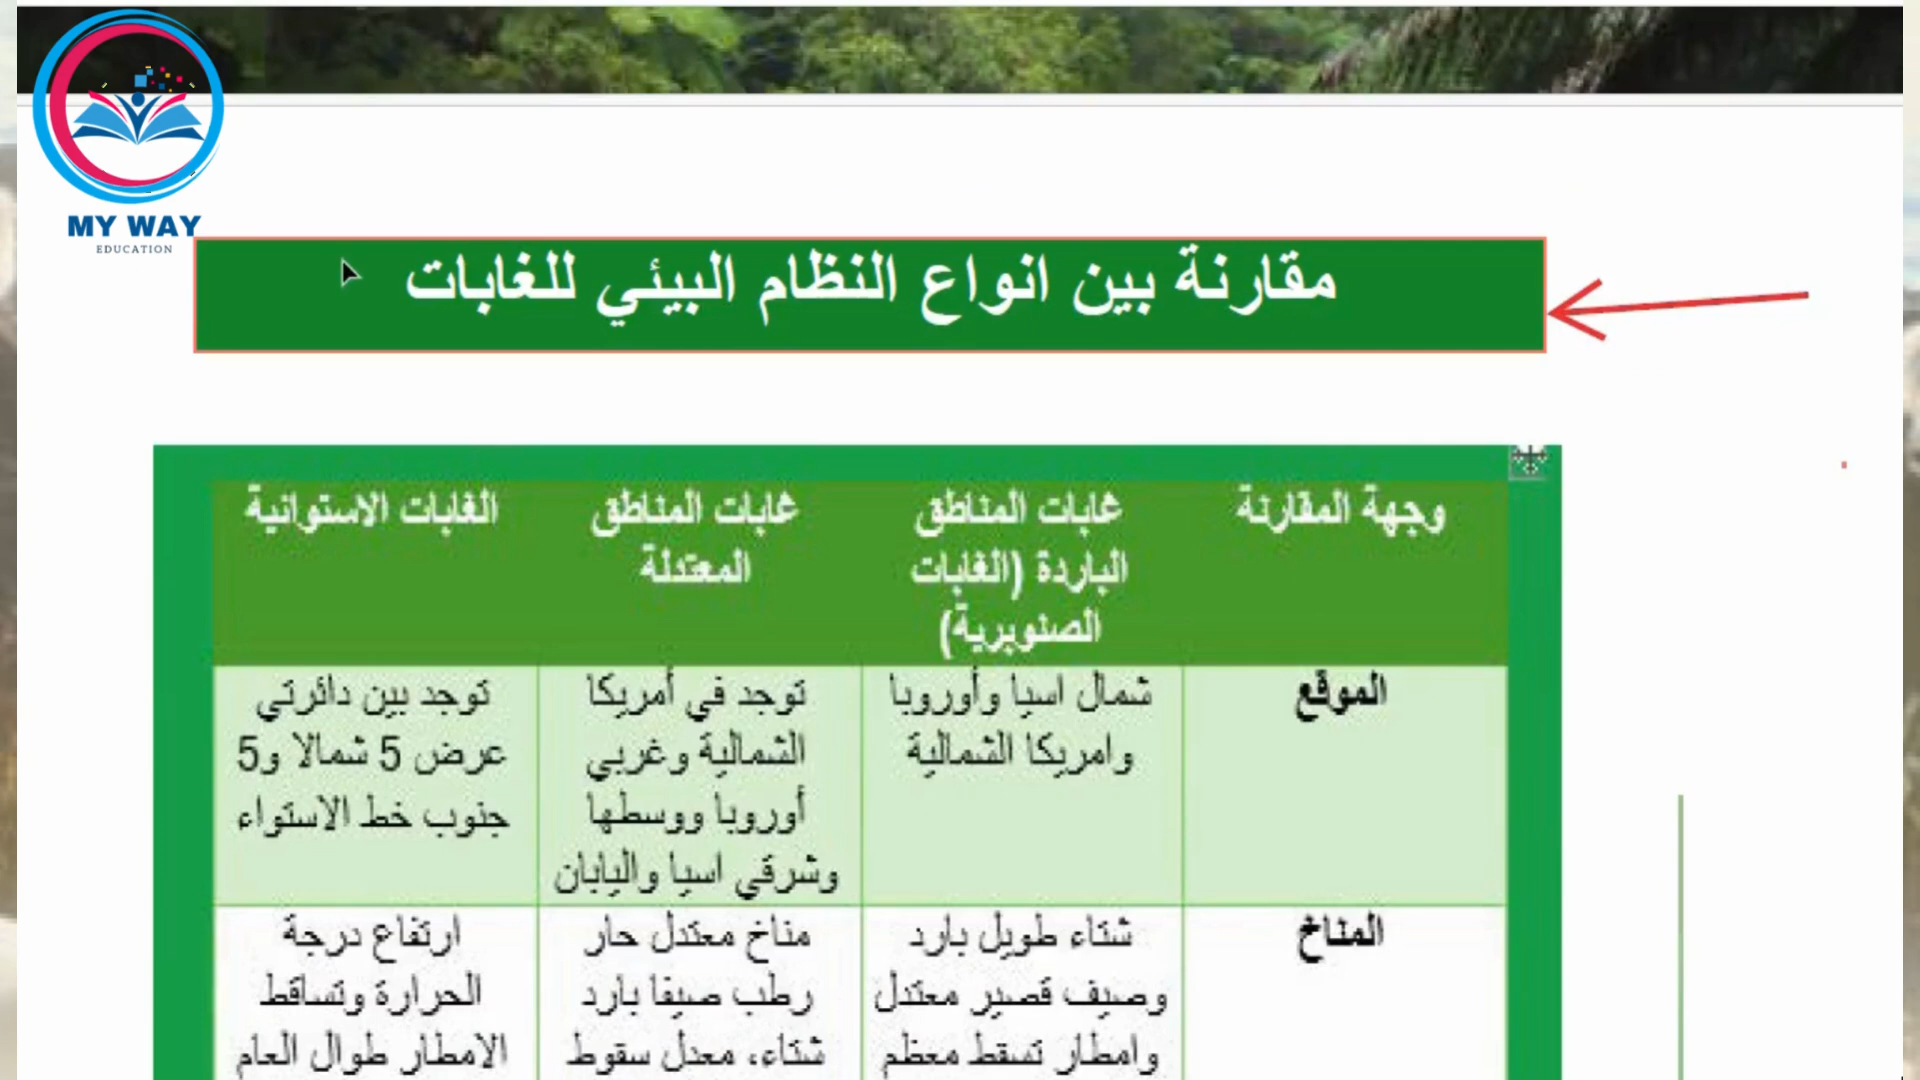 MY WAY
EDUCATION
مقارنة بين انواع النظام البيئي للغابات
وجهة المقارنة
غابات المناطق
الباردة (الغابات
الصنوبرية)
غابات المناطق
المعتدلة
الغابات الاستوائية
الموقع
شمال اسيا وأوروبا
وامريكا الشمالية
توجد في أمريكا
الشمالية وغربي
أوروبا ووسطها
وشرقي اسيا واليابان
توجد بين دائرتي
عرض 5 شمالا و5
جنوب خط الاستواء
المناخ
شتاء طويل بارد
وصيف قصير معتدل
وامطار تسقط معظم
مناخ معتدل حار
رطب صيفا بارد
شتاء، معدل سقوط
ارتفاع درجة
الحرارة وتساقط
الامطار طوال العام